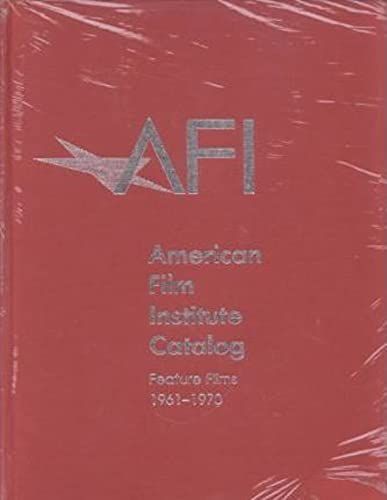 AFI
American
Film
Institute
Catalog
Feature Films
1961–1970